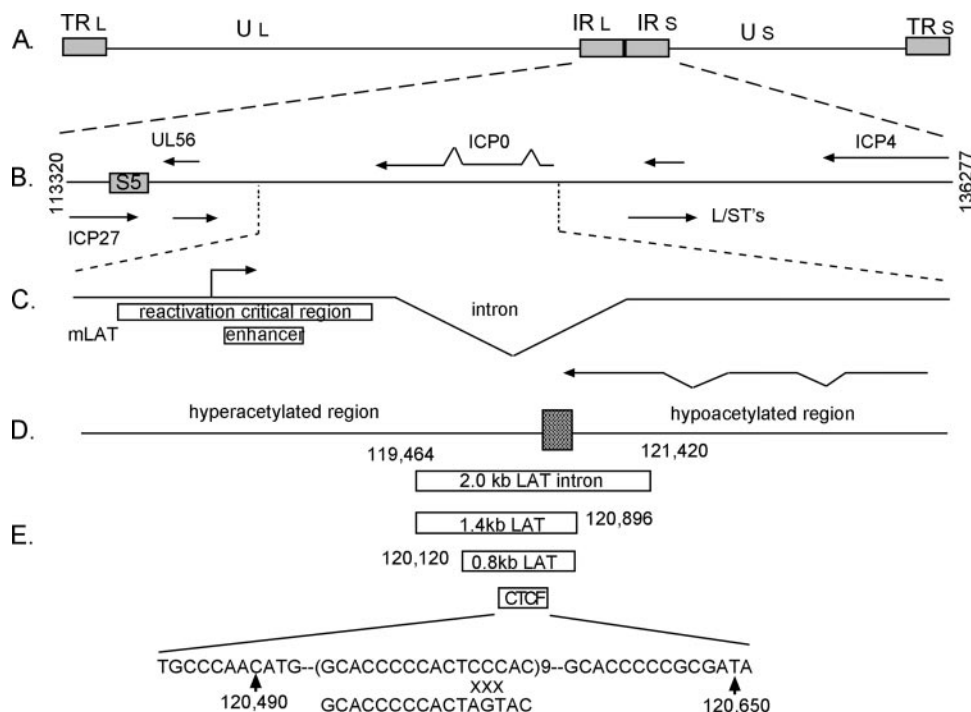 A.
TR L
U L
IR L
IR S
U S
TR S
B.
113320
UL56
S5
ICP27
ICP0
ICP4
L/ST's
136277
C.
mLAT
reactivation critical region
enhancer
intron
D.
hyperacetylated region
hypoacetylated region
119,464
121,420
2.0 kb LAT intron
E.
1.4kb LAT
120,896
120,120
0.8kb LAT
CTCF
TGCCCAACATG--(GCACCCCCACTCCCAC)9--GCACCCCCGCGATA
XXX
120,490
GCACCCCCACTAGTAC
120,650